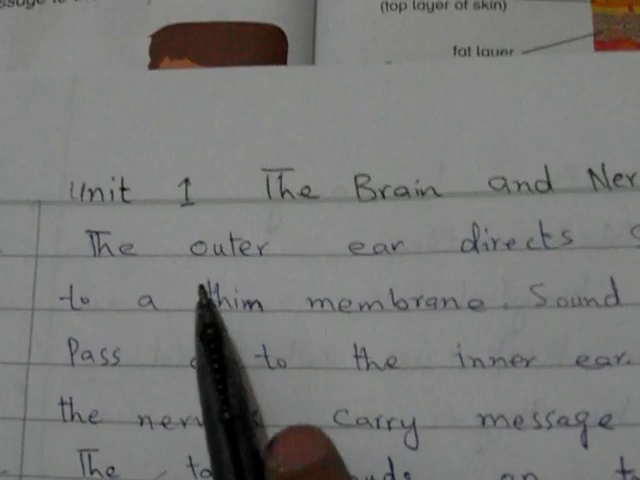 (top layer of skin)
fat layer
Unit 1 The Brain and Ner
The outer ear directs
to a thim membrane. Sound
Pass to the inner ear.
the carry message
The